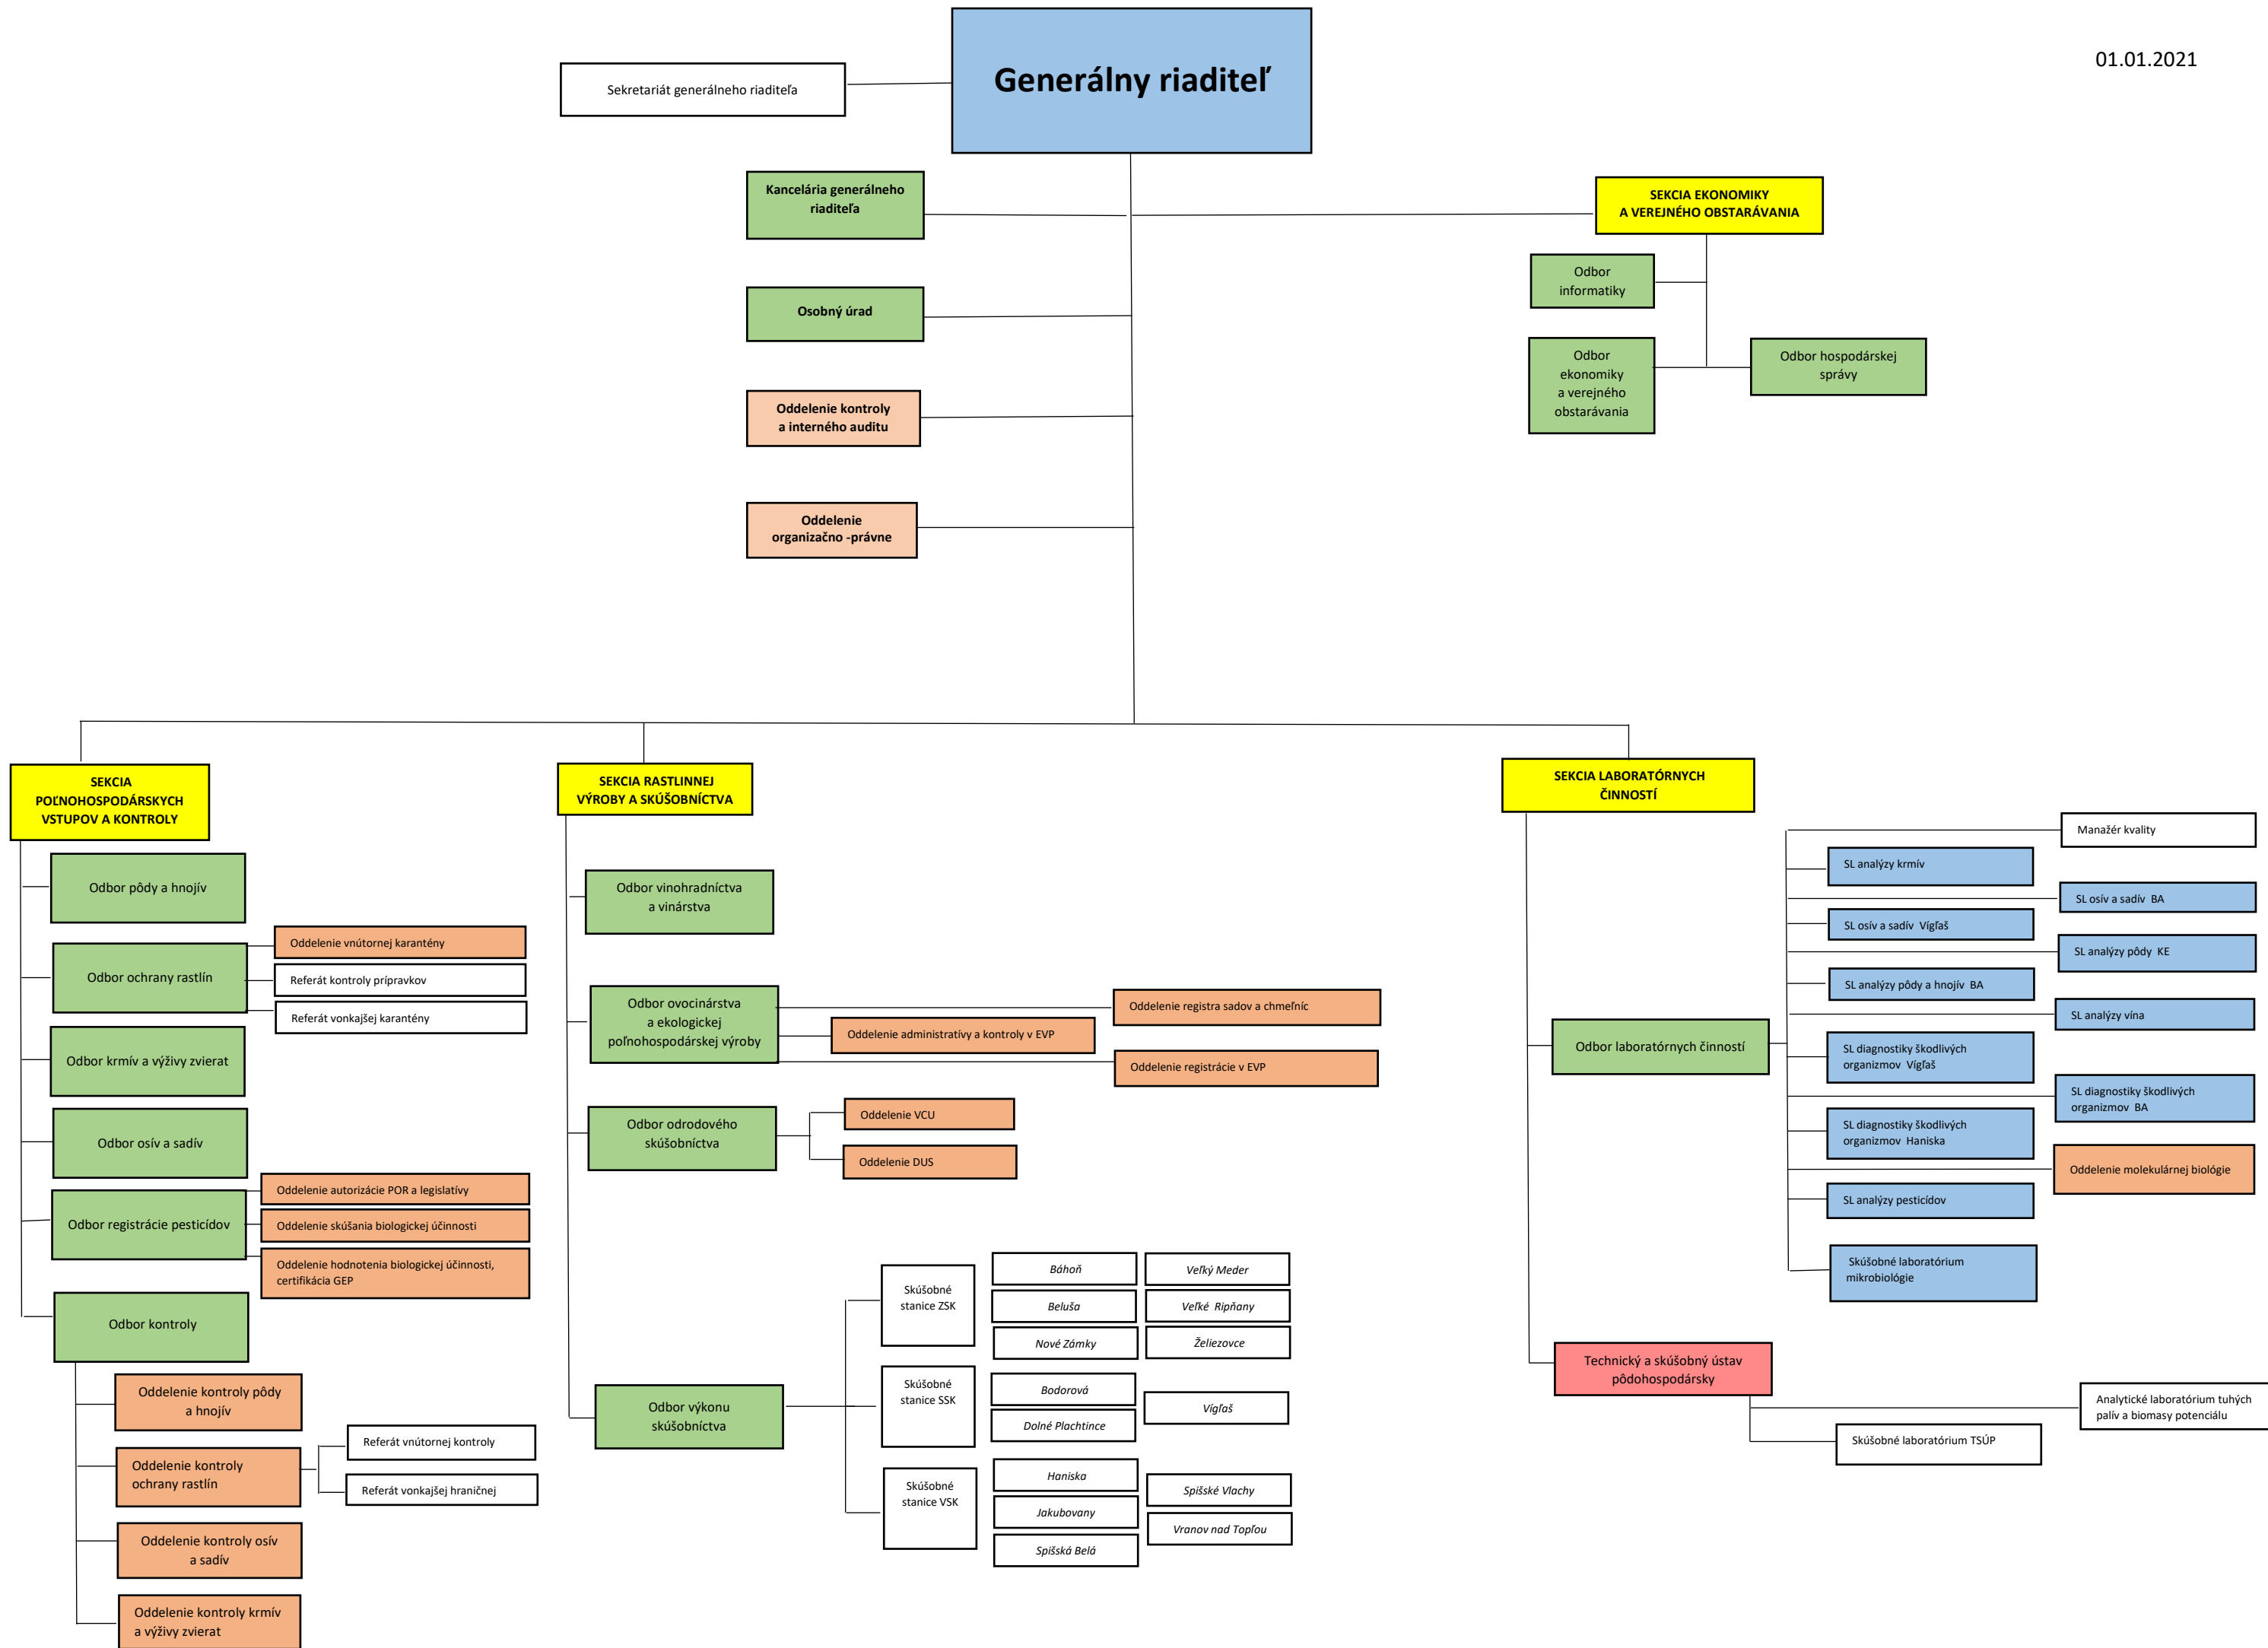 01.01.2021
Generálny riaditeľ
Sekretariát generálneho riaditeľa
Kancelária generálneho
riaditeľa
SEKCIA EKONOMIKY
A VEREJNÉHO OBSTARÁVANIA
Odbor
informatiky
Osobný úrad
Odbor
ekonomiky
a verejného
obstarávania
Odbor hospodárskej
správy
Oddelenie kontroly
a interného auditu
Oddelenie
organizačno -právne
SEKCIA
POĽNOHOSPODÁRSKYCH
VSTUPOV A KONTROLY
Odbor pôdy a hnojív
Odbor ochrany rastlín
Oddelenie vnútornej karantény
Referát kontroly prípravkov
Referát vonkajšej karantény
Odbor krmív a výživy zvierat
Odbor osív a sadív
Odbor registrácie pesticídov
Oddelenie autorizácie POR a legislatívy
Oddelenie skúšania biologickej účinnosti
Oddelenie hodnotenia biologickej účinnosti,
certifikácia GEP
Odbor kontroly
Oddelenie kontroly pôdy
a hnojív
Oddelenie kontroly
ochrany rastlín
Referát vnútornej kontroly
Referát vonkajšej hraničnej
Oddelenie kontroly osív
a sadív
Oddelenie kontroly krmív
a výživy zvierat
SEKCIA RASTLINNEJ
VÝROBY A SKÚŠOBNÍCTVA
Odbor vinohradníctva
a vinárstva
Odbor ovocinárstva
a ekologickej
poľnohospodárskej výroby
Oddelenie registra sadov a chmeľníc
Oddelenie administratívy a kontroly v EVP
Oddelenie registrácie v EVP
Odbor odrodového
skúšobníctva
Oddelenie VCU
Oddelenie DUS
Odbor výkonu
skúšobníctva
Skúšobné
stanice ZSK
Báhoň
Veľký Meder
Beluša
Veľké Ripňany
Nové Zámky
Želiezovce
Skúšobné
stanice SSK
Bodorová
Dolné Plachtince
Vígľaš
Skúšobné
stanice VSK
Haniska
Jakubovany
Spišská Belá
Spišské Vlachy
Vranov nad Topľou
SEKCIA LABORATÓRNYCH
ČINNOSTÍ
Odbor laboratórnych činností
Manažér kvality
SL analýzy krmív
SL osív a sadív BA
SL osív a sadív Vígľaš
SL analýzy pôdy KE
SL analýzy pôdy a hnojív BA
SL analýzy vína
SL diagnostiky škodlivých
organizmov Vígľaš
SL diagnostiky škodlivých
organizmov BA
SL diagnostiky škodlivých
organizmov Haniska
Oddelenie molekulárnej biológie
SL analýzy pesticídov
Skúšobné laboratórium
mikrobiológie
Technický a skúšobný ústav
pôdohospodársky
Analytické laboratórium tuhých
palív a biomasy potenciálu
Skúšobné laboratórium TSÚP